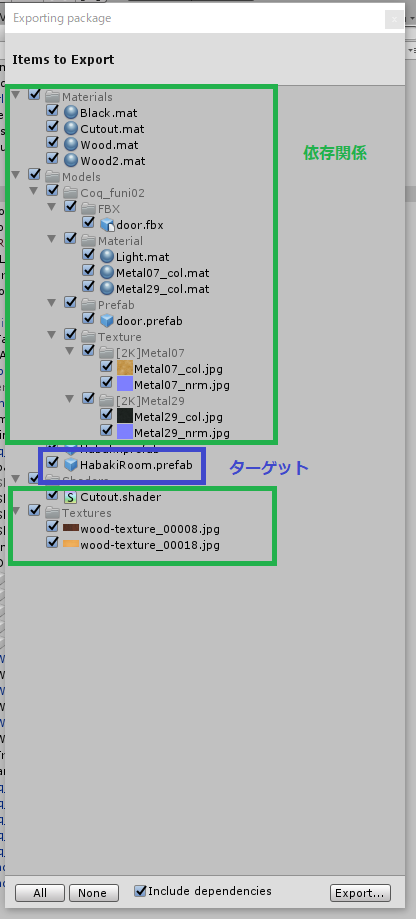 Exporting package
Items to Export
Materials
Black.mat
Cutout.mat
Wood.mat
Wood2.mat
依存関係
Models
Coq_funi02
FBX
door.fbx
Material
Light.mat
Metal07_col.mat
Metal29_col.mat
Prefab
door.prefab
Texture
[2K]Metal07
Metal07_col.jpg
Metal07_nrm.jpg
[2K]Metal29
Metal29_col.jpg
Metal29_nrm.jpg
HabakiRoom.prefab
ターゲット
Shaders
Cutout.shader
Textures
wood-texture_00008.jpg
wood-texture_00018.jpg
All
None
Include dependencies
Export...